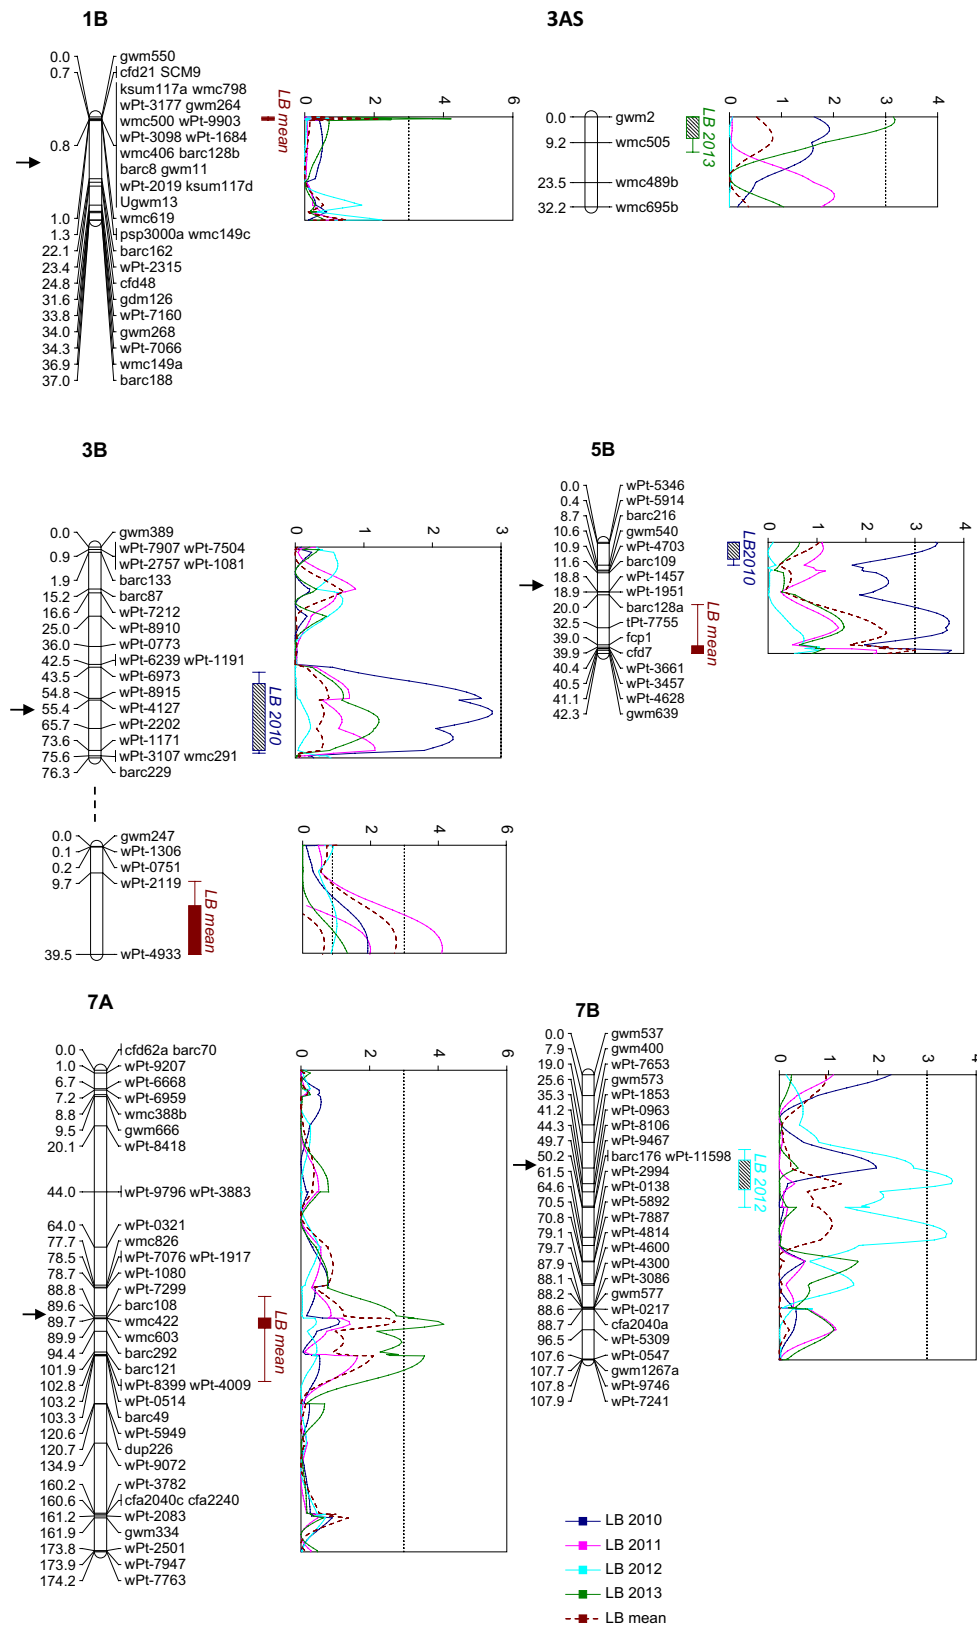 1B
0.0 gwm550
0.7 cfd21 SCM9
ksum117a wmc798
wPt-3177 gwm264
wmc500 wPt-9903
wPt-3098 wPt-1684
0.8 wmc406 barc128b
barc8 gwm11
wPt-2019 ksum117d
Ugwm13
1.0 wmc619
1.3 psp3000a wmc149c
22.1 barc162
23.4 wPt-2315
24.8 cfd48
31.6 gdm126
33.8 wPt-7160
34.0 gwm268
34.3 wPt-7066
36.9 wmc149a
37.0 barc188
LB mean
0 2 4 6
3AS
0.0 gwm2
9.2 wmc505
23.5 wmc489b
32.2 wmc695b
LB 2013
0 1 2 3 4
3B
0.0 gwm389
0.9 wPt-7907 wPt-7504
wPt-2757 wPt-1081
1.9 barc133
15.2 barc87
16.6 wPt-7212
25.0 wPt-8910
36.0 wPt-0773
42.5 wPt-6239 wPt-1191
43.5 wPt-6973
54.8 wPt-8915
55.4 wPt-4127
65.7 wPt-2202
73.6 wPt-1171
75.6 wPt-3107 wmc291
76.3 barc229
LB 2010
0 1 2 3
0.0 gwm247
0.1 wPt-1306
0.2 wPt-0751
9.7 wPt-2119
39.5 wPt-4933
LB mean
0 2 4 6
5B
0.0 wPt-5346
0.4 wPt-5914
8.7 barc216
10.6 gwm540
10.9 wPt-4703
11.6 barc109
18.8 wPt-1457
18.9 wPt-1951
20.0 barc128a
32.5 tPt-7755
39.0 fcp1
39.9 cfd7
40.4 wPt-3661
40.5 wPt-3457
41.1 wPt-4628
42.3 gwm639
LB2010
LB mean
0 1 2 3 4
7A
0.0 cfd62a barc70
1.0 wPt-9207
6.7 wPt-6668
7.2 wPt-6959
8.8 wmc388b
9.5 gwm666
20.1 wPt-8418
44.0 wPt-9796 wPt-3883
64.0 wPt-0321
77.7 wmc826
78.5 wPt-7076 wPt-1917
78.7 wPt-1080
88.8 wPt-7299
89.6 barc108
89.7 wmc422
89.9 wmc603
94.4 barc292
101.9 barc121
102.8 wPt-8399 wPt-4009
103.2 wPt-0514
103.3 barc49
120.6 wPt-5949
120.7 dup226
134.9 wPt-9072
160.2 wPt-3782
160.6 cfa2040c cfa2240
161.2 wPt-2083
161.9 gwm334
173.8 wPt-2501
173.9 wPt-7947
174.2 wPt-7763
LB mean
0 2 4 6
7B
0.0 gwm537
7.9 gwm400
19.0 wPt-7653
25.6 gwm573
35.3 wPt-1853
41.2 wPt-0963
44.3 wPt-8106
49.7 wPt-9467
50.2 barc176 wPt-11598
61.5 wPt-2994
64.6 wPt-0138
70.5 wPt-5892
70.8 wPt-7887
79.1 wPt-4814
79.7 wPt-4600
87.9 wPt-4300
88.1 wPt-3086
88.2 gwm577
88.6 wPt-0217
88.7 cfa2040a
96.5 wPt-5309
107.6 wPt-0547
107.7 gwm1267a
107.8 wPt-9746
107.9 wPt-7241
LB 2012
0 1 2 3 4
LB 2010
LB 2011
LB 2012
LB 2013
LB mean